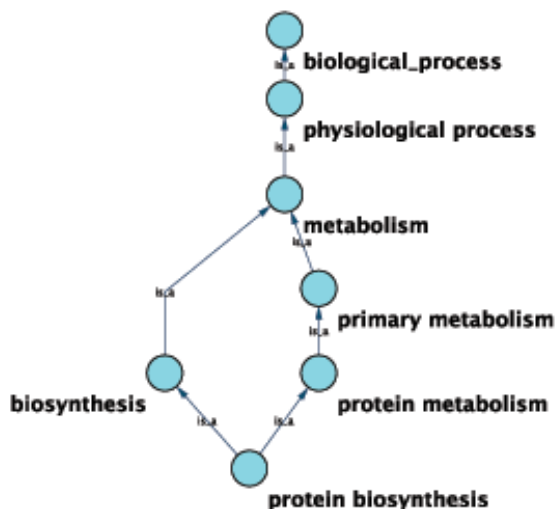 is_a
biological_process
physiological process
is_a
metabolism
is_a
is_a
primary metabolism
is_a
biosynthesis
protein metabolism
is_a
is_a
protein biosynthesis